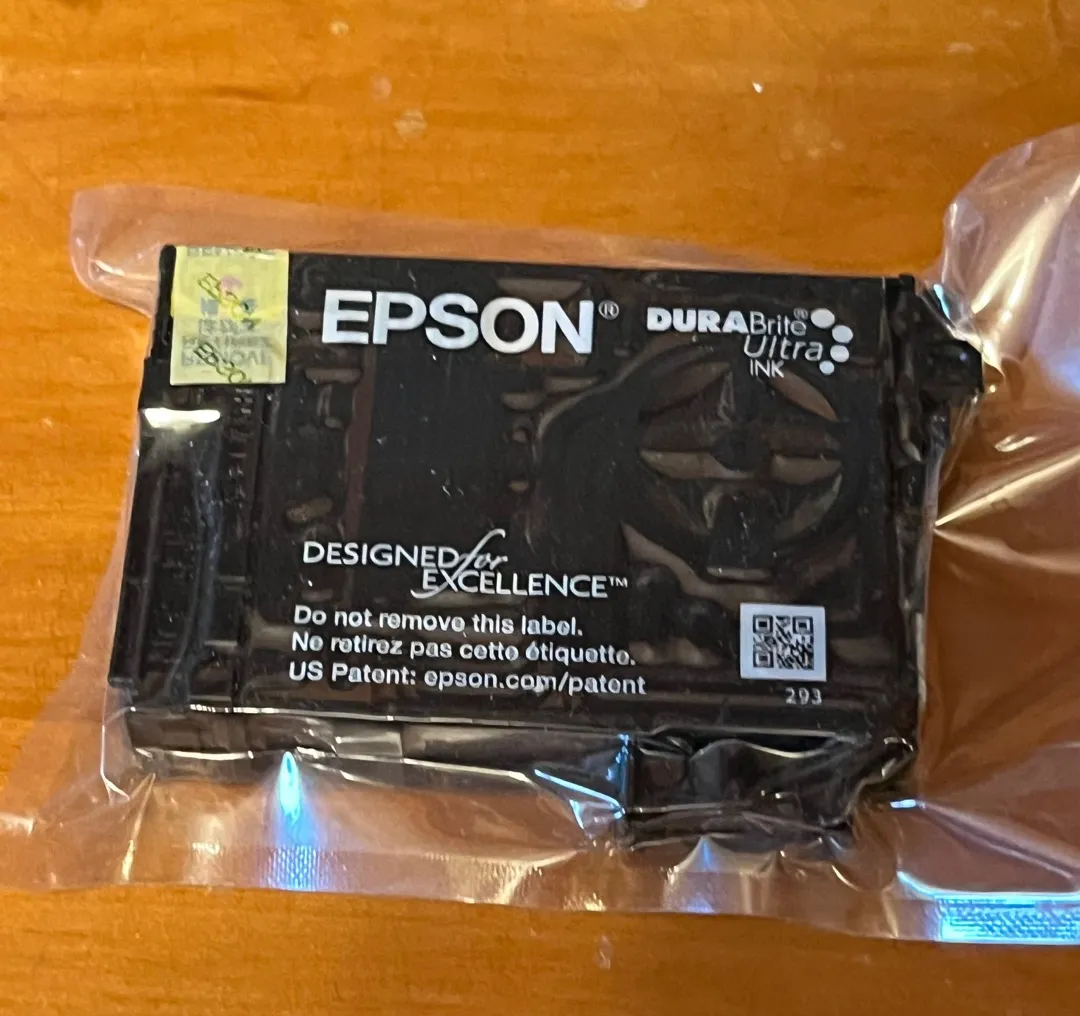 EPSON®
DURABrite®
Ultra
INK
DESIGNED for
EXCELLENCE™
Do not remove this label.
Ne retirez pas cette étiquette.
US Patent: epson.com/patent
293